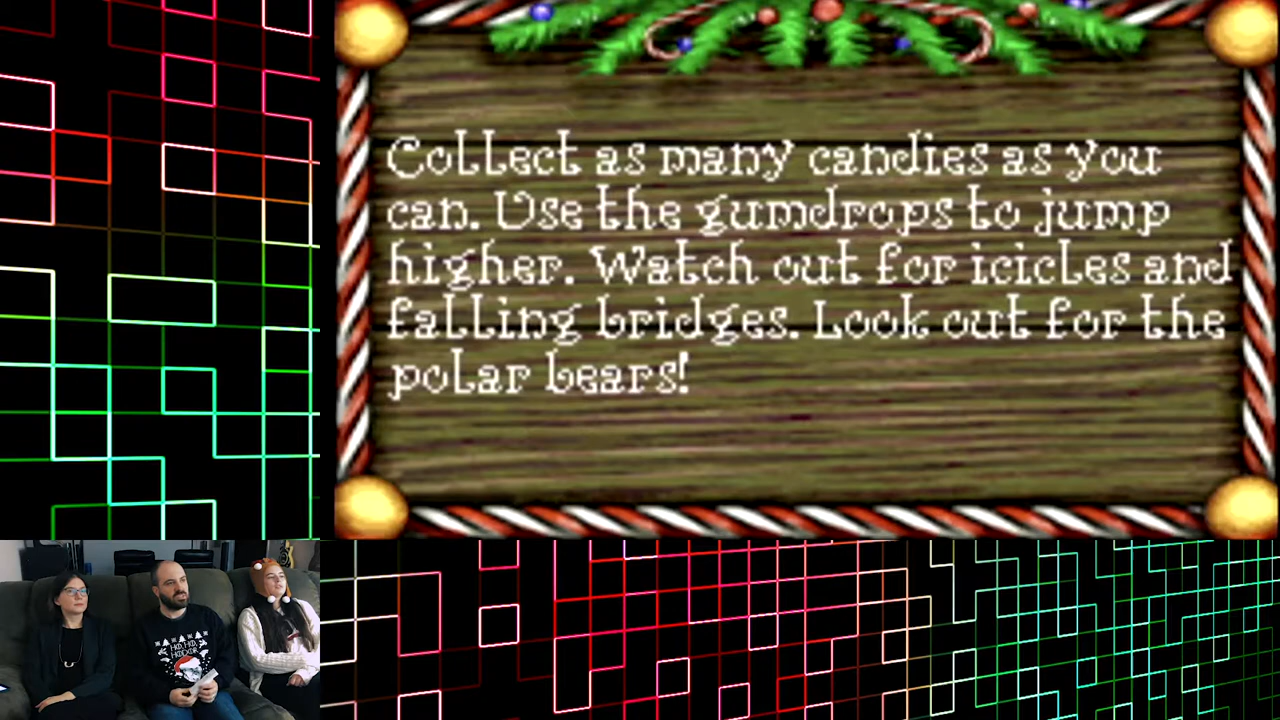 Collect as many candies as you
can. Use the gumdrops to jump
higher. Watch out for icicles and
falling bridges. Look out for the
polar bears!